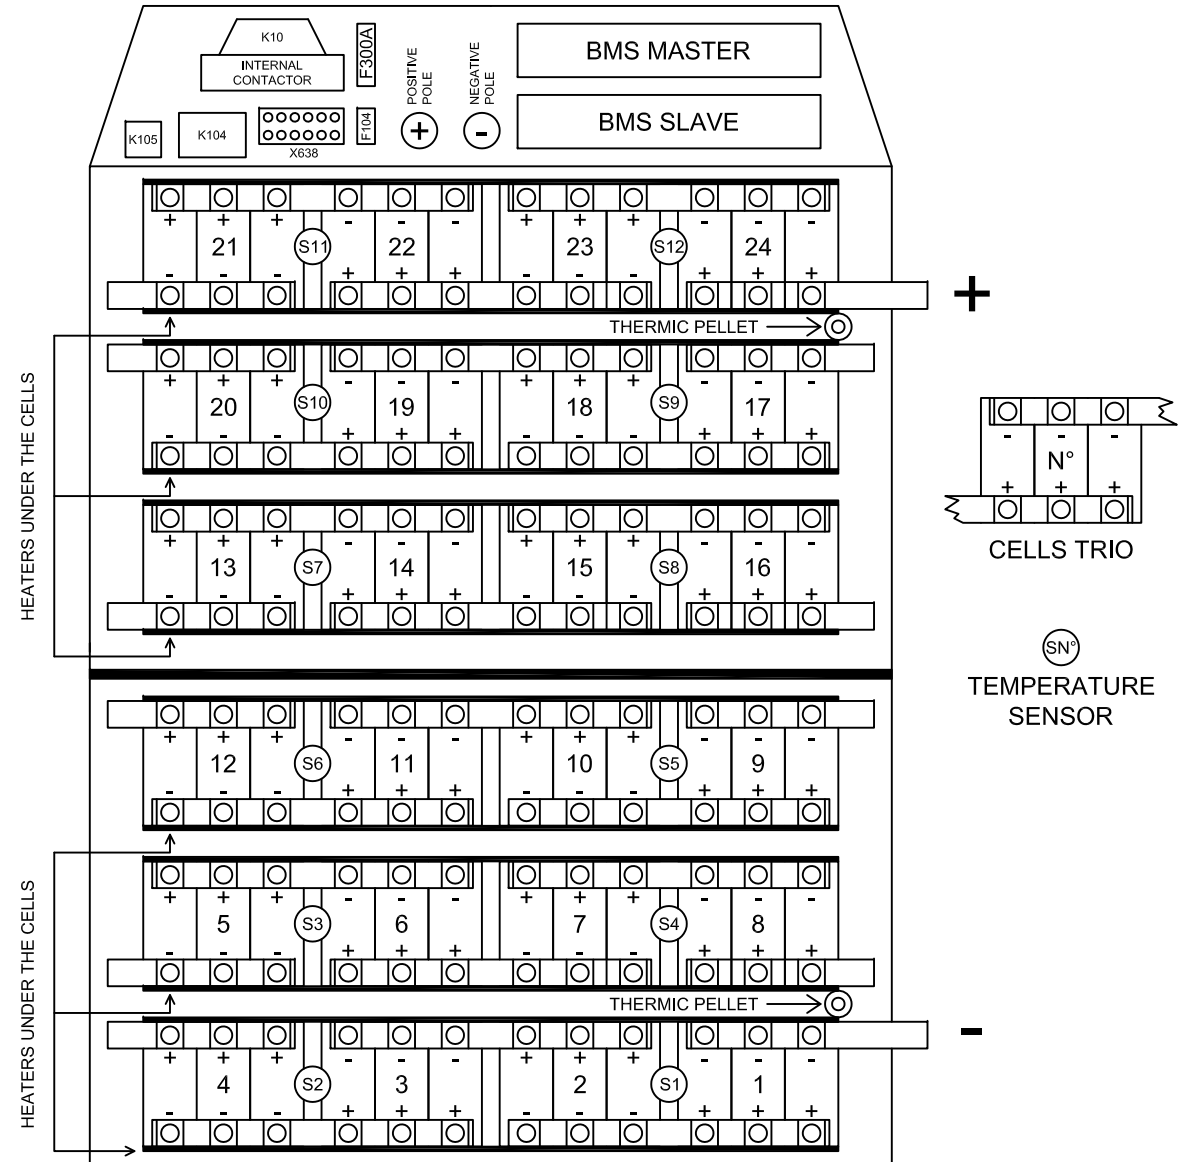 K10
INTERNAL
CONTACTOR
F300A
POSITIVE
POLE
NEGATIVE
POLE
BMS MASTER
BMS SLAVE
K105
K104
X638
F104
+ -
+ + + - - - + + + - - -
21 S11 22 23 S12 24
- - - + + + - - - + + +
+
THERMIC PELLET
+ + + - - - + + + - - -
20 S10 19 18 S9 17
- - - + + + - - - + + +
HEATERS UNDER THE CELLS
+ + + - - - + + + - - -
13 S7 14 15 S8 16
- - - + + + - - - + + +
- - -
N°
+ + +
CELLS TRIO
SN°
TEMPERATURE
SENSOR
+ + + - - - + + + - - -
12 S6 11 10 S5 9
- - - + + + - - - + + +
HEATERS UNDER THE CELLS
+ + + - - - + + + - - -
5 S3 6 7 S4 8
- - - + + + - - - + + +
THERMIC PELLET
-
+ + + - - - + + + - - -
4 S2 3 2 S1 1
- - - + + + - - - + + +